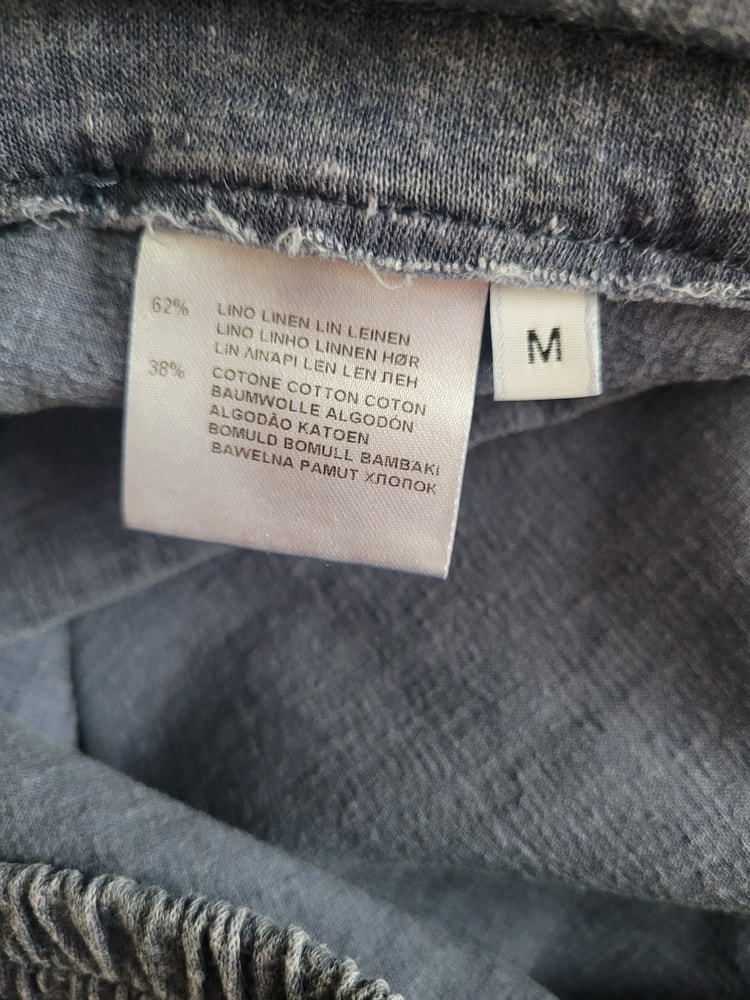 62% LINO LINEN LIN LEINEN
LINO LINHO LINNEN HØR
LIN ΛΙΝΑΡΙ LEN LEN ЛЕН
38% COTONE COTTON COTON
BAUMWOLLE ALGODÓN
ALGODÃO KATOEN
BOMULD BOMULL BAMBAKI
BAWELNA PAMUT ХЛОПОК
M